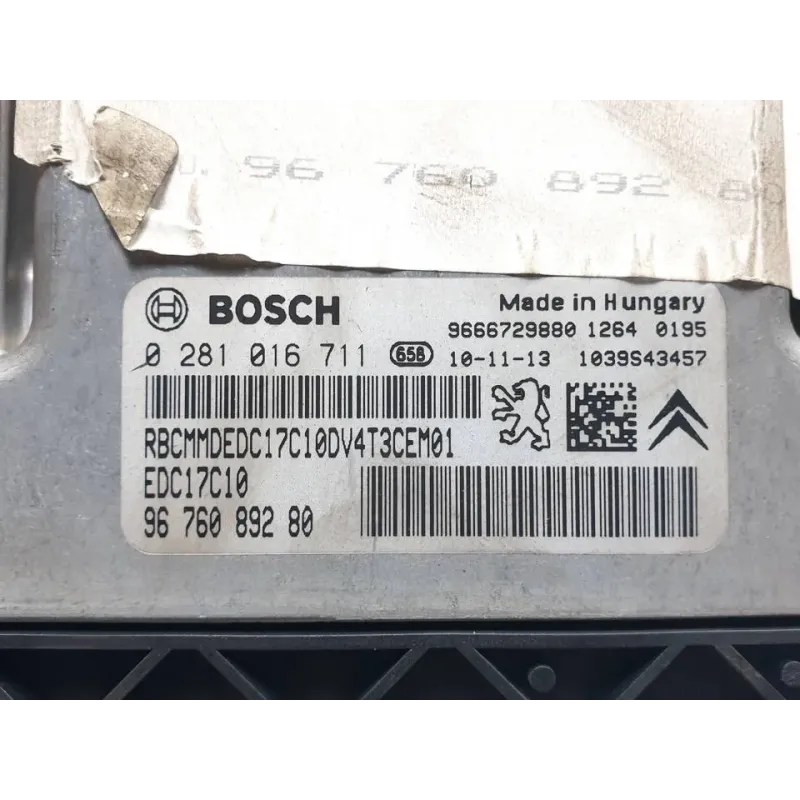 96 760 892 80
BOSCH
Made in Hungary
9666729880 1264 0195
0 281 016 711 658 10-11-13 1039S43457
RBCMMDEDC17C10DV4T3CEM01
EDC17C10
96 760 892 80